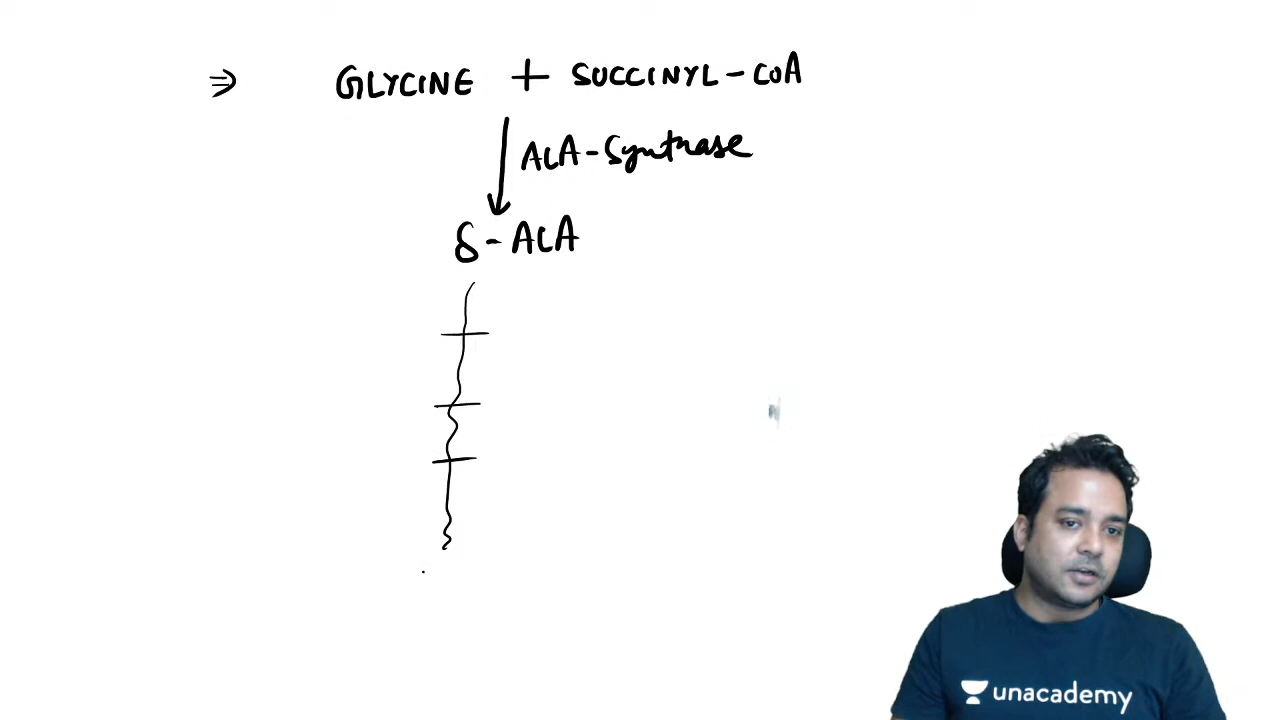 ⇒ GLYCINE + SUCCINYL-COA
ALA-Synthase
δ-ALA
unacademy